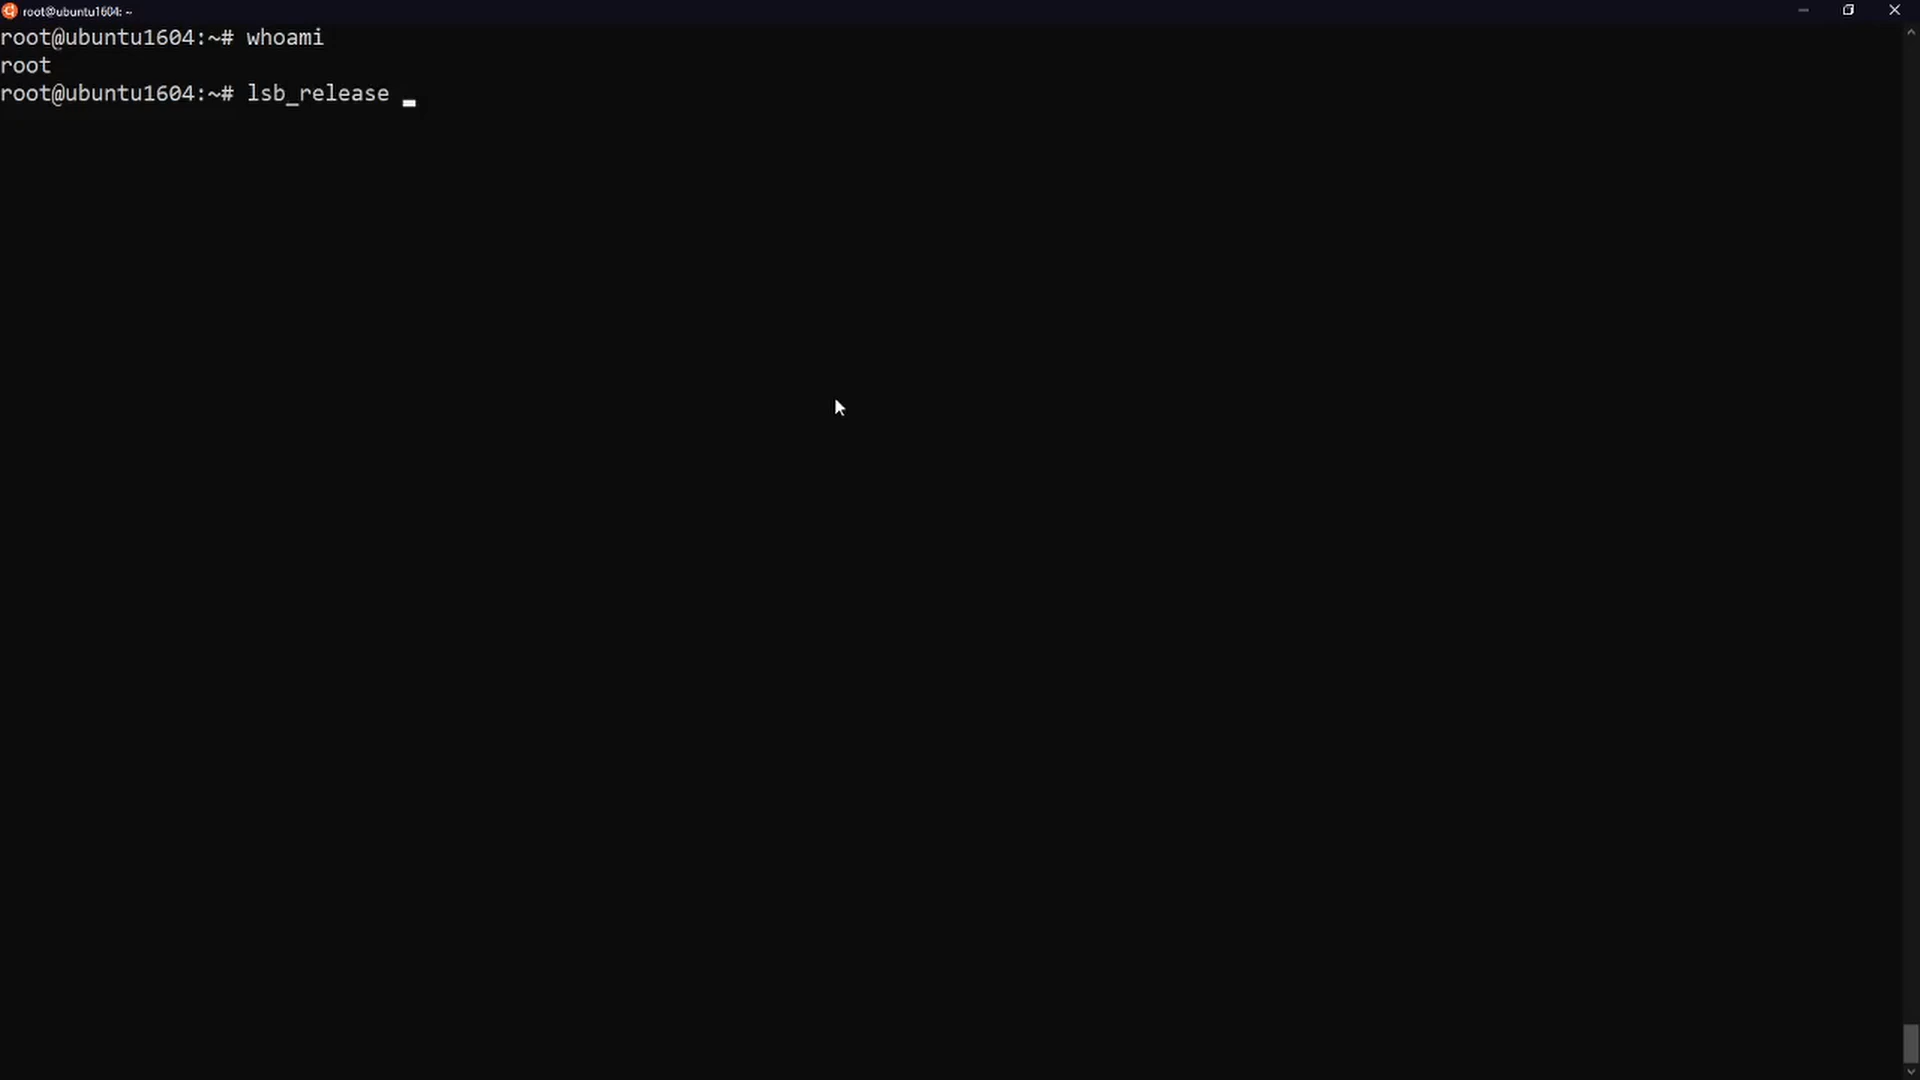 root@ubuntu1604: ~
root@ubuntu1604:~# whoami
root
root@ubuntu1604:~# lsb_release